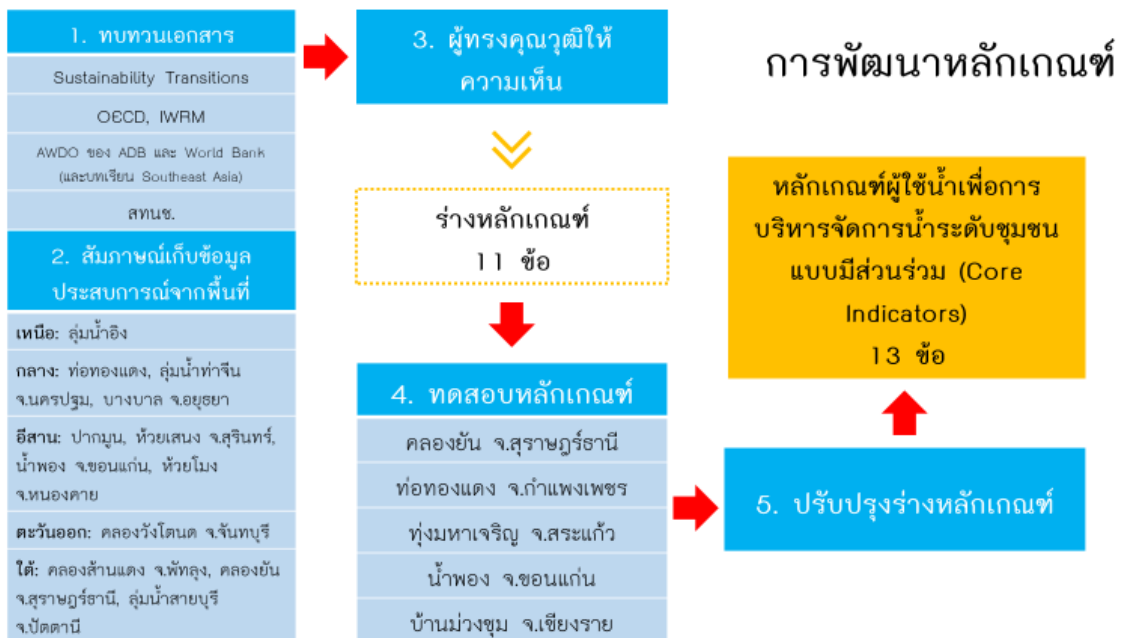 การพัฒนาหลักเกณฑ์
1. ทบทวนเอกสาร
Sustainability Transitions
OECD, IWRM
AWDO ของ ADB และ World Bank
(และบทเรียน Southeast Asia)
สทนช.
2. สัมภาษณ์เก็บข้อมูล
ประสบการณ์จากพื้นที่
เหนือ: ลุ่มน้ำอิง
กลาง: ท่อทองแดง, ลุ่มน้ำท่าจีน
จ.นครปฐม, บางบาล จ.อยุธยา
อีสาน: ปากมูน, ห้วยเสนง จ.สุรินทร์,
น้ำพอง จ.ขอนแก่น, ห้วยโมง
จ.หนองคาย
ตะวันออก: คลองวังโตนด จ.จันทบุรี
ใต้: คลองส้านแดง จ.พัทลุง, คลองยัน
จ.สุราษฎร์ธานี, ลุ่มน้ำสายบุรี
จ.ปัตตานี
3. ผู้ทรงคุณวุฒิให้
ความเห็น
ร่างหลักเกณฑ์
11 ข้อ
4. ทดสอบหลักเกณฑ์
คลองยัน จ.สุราษฎร์ธานี
ท่อทองแดง จ.กำแพงเพชร
ทุ่งมหาเจริญ จ.สระแก้ว
น้ำพอง จ.ขอนแก่น
บ้านม่วงชุม จ.เชียงราย
5. ปรับปรุงร่างหลักเกณฑ์
หลักเกณฑ์ผู้ใช้น้ำเพื่อการ
บริหารจัดการน้ำระดับชุมชน
แบบมีส่วนร่วม (Core
Indicators)
13 ข้อ